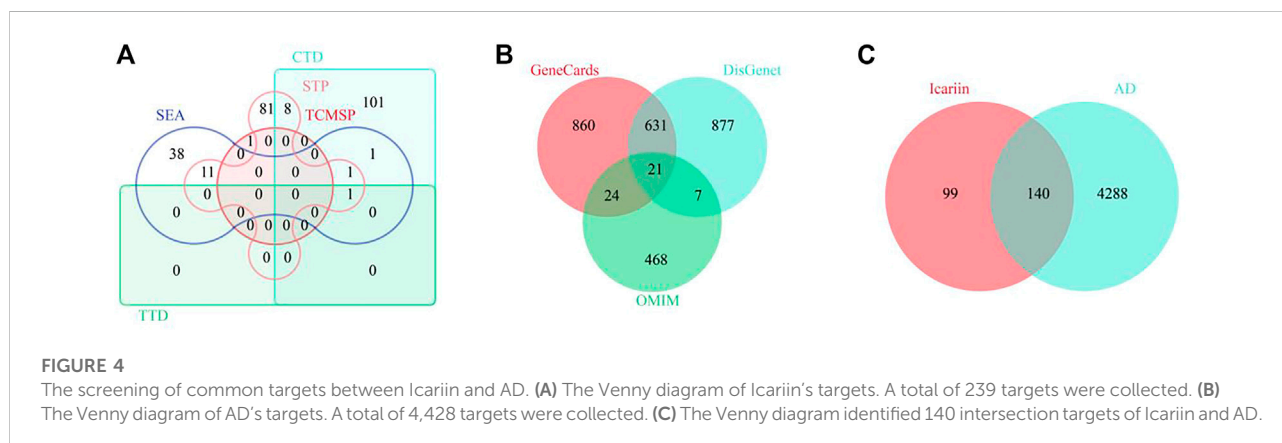 A
CTD
STP
81 8 101
SEA TCMSP
1 0 0 0
38 0 0 1
11 0 0 1
0 0 0 1
0 0 0 0
0 0 0 0
0 0
0 0
TTD
B
GeneCards DisGenet
860 631 877
21
24 7
468
OMIM
C
Icariin AD
99 140 4288
FIGURE 4
The screening of common targets between Icariin and AD. (A) The Venny diagram of Icariin's targets. A total of 239 targets were collected. (B)
The Venny diagram of AD's targets. A total of 4,428 targets were collected. (C) The Venny diagram identified 140 intersection targets of Icariin and AD.